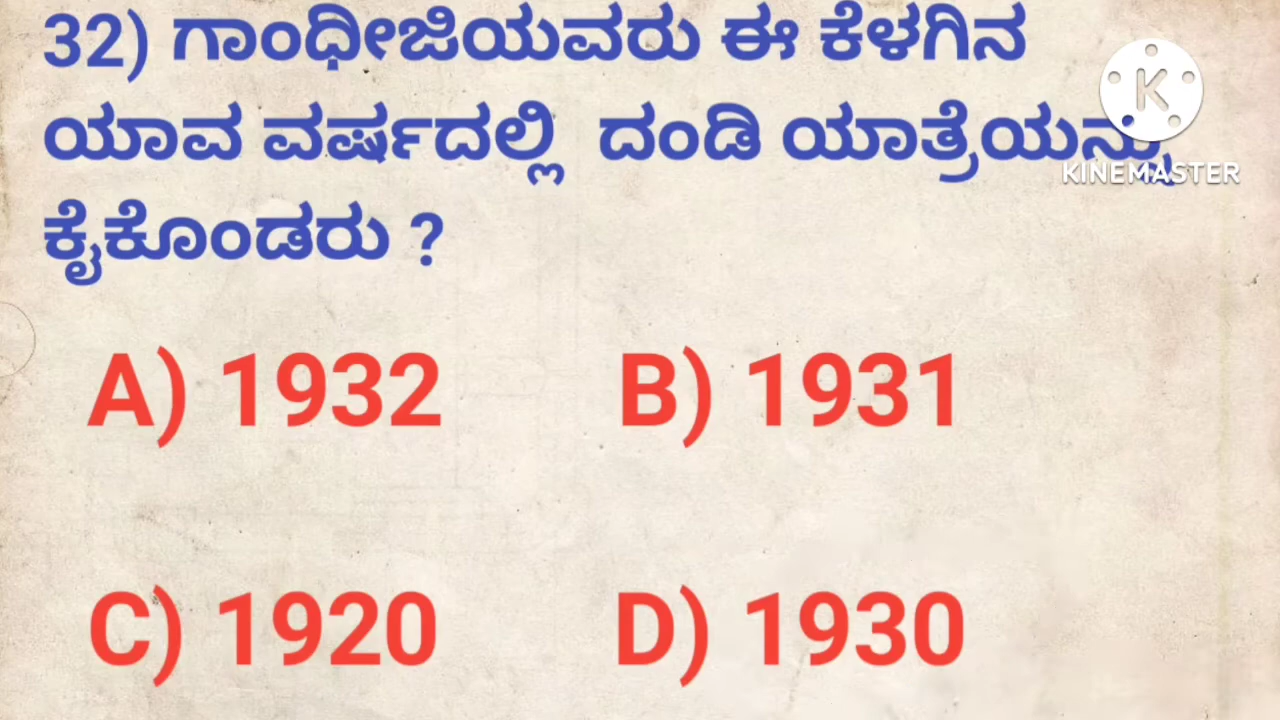 32) ಗಾಂಧೀಜಿಯವರು ಈ ಕೆಳಗಿನ
ಯಾವ ವರ್ಷದಲ್ಲಿ ದಂಡಿ ಯಾತ್ರೆಯನ್ನು
KINEMASTER
ಕೈಕೊಂಡರು ?
A) 1932 B) 1931
C) 1920 D) 1930